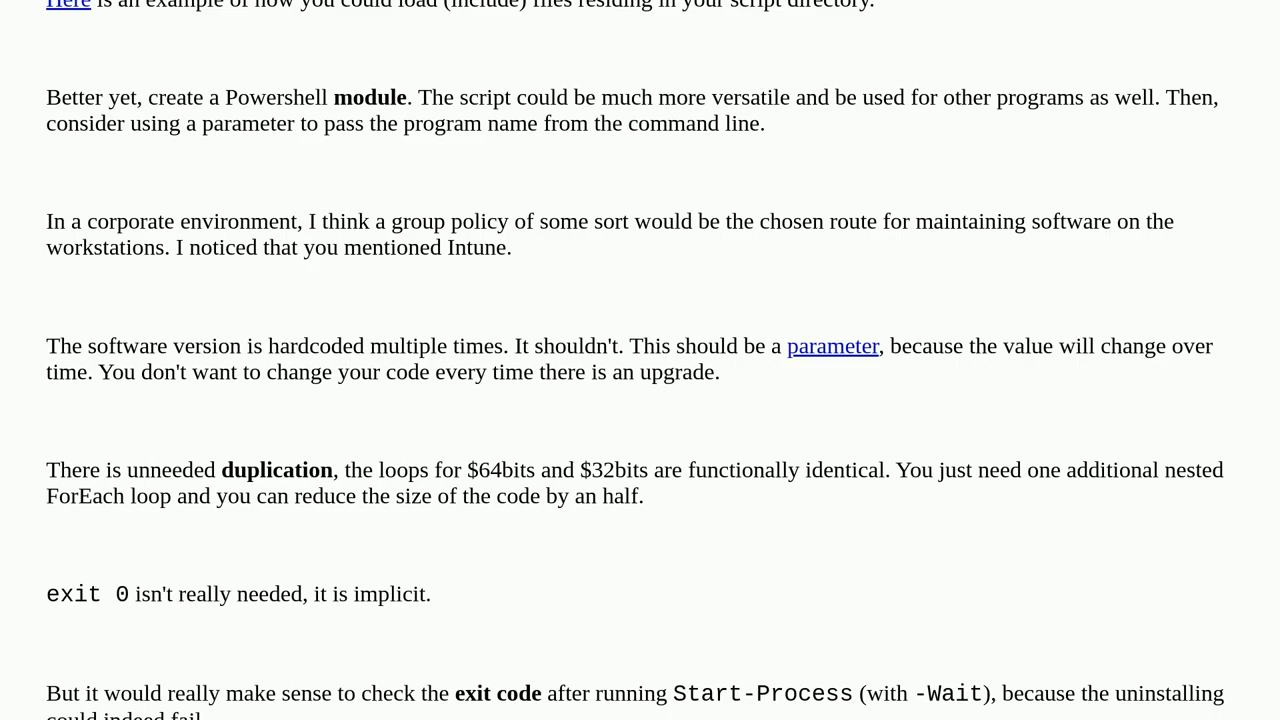 Here is an example of how you could load (include) files residing in your script directory.
Better yet, create a Powershell module. The script could be much more versatile and be used for other programs as well. Then,
consider using a parameter to pass the program name from the command line.
In a corporate environment, I think a group policy of some sort would be the chosen route for maintaining software on the
workstations. I noticed that you mentioned Intune.
The software version is hardcoded multiple times. It shouldn't. This should be a parameter, because the value will change over
time. You don't want to change your code every time there is an upgrade.
There is unneeded duplication, the loops for $64bits and $32bits are functionally identical. You just need one additional nested
ForEach loop and you can reduce the size of the code by an half.
exit 0 isn't really needed, it is implicit.
But it would really make sense to check the exit code after running Start-Process (with -Wait), because the uninstalling
could indeed fail.